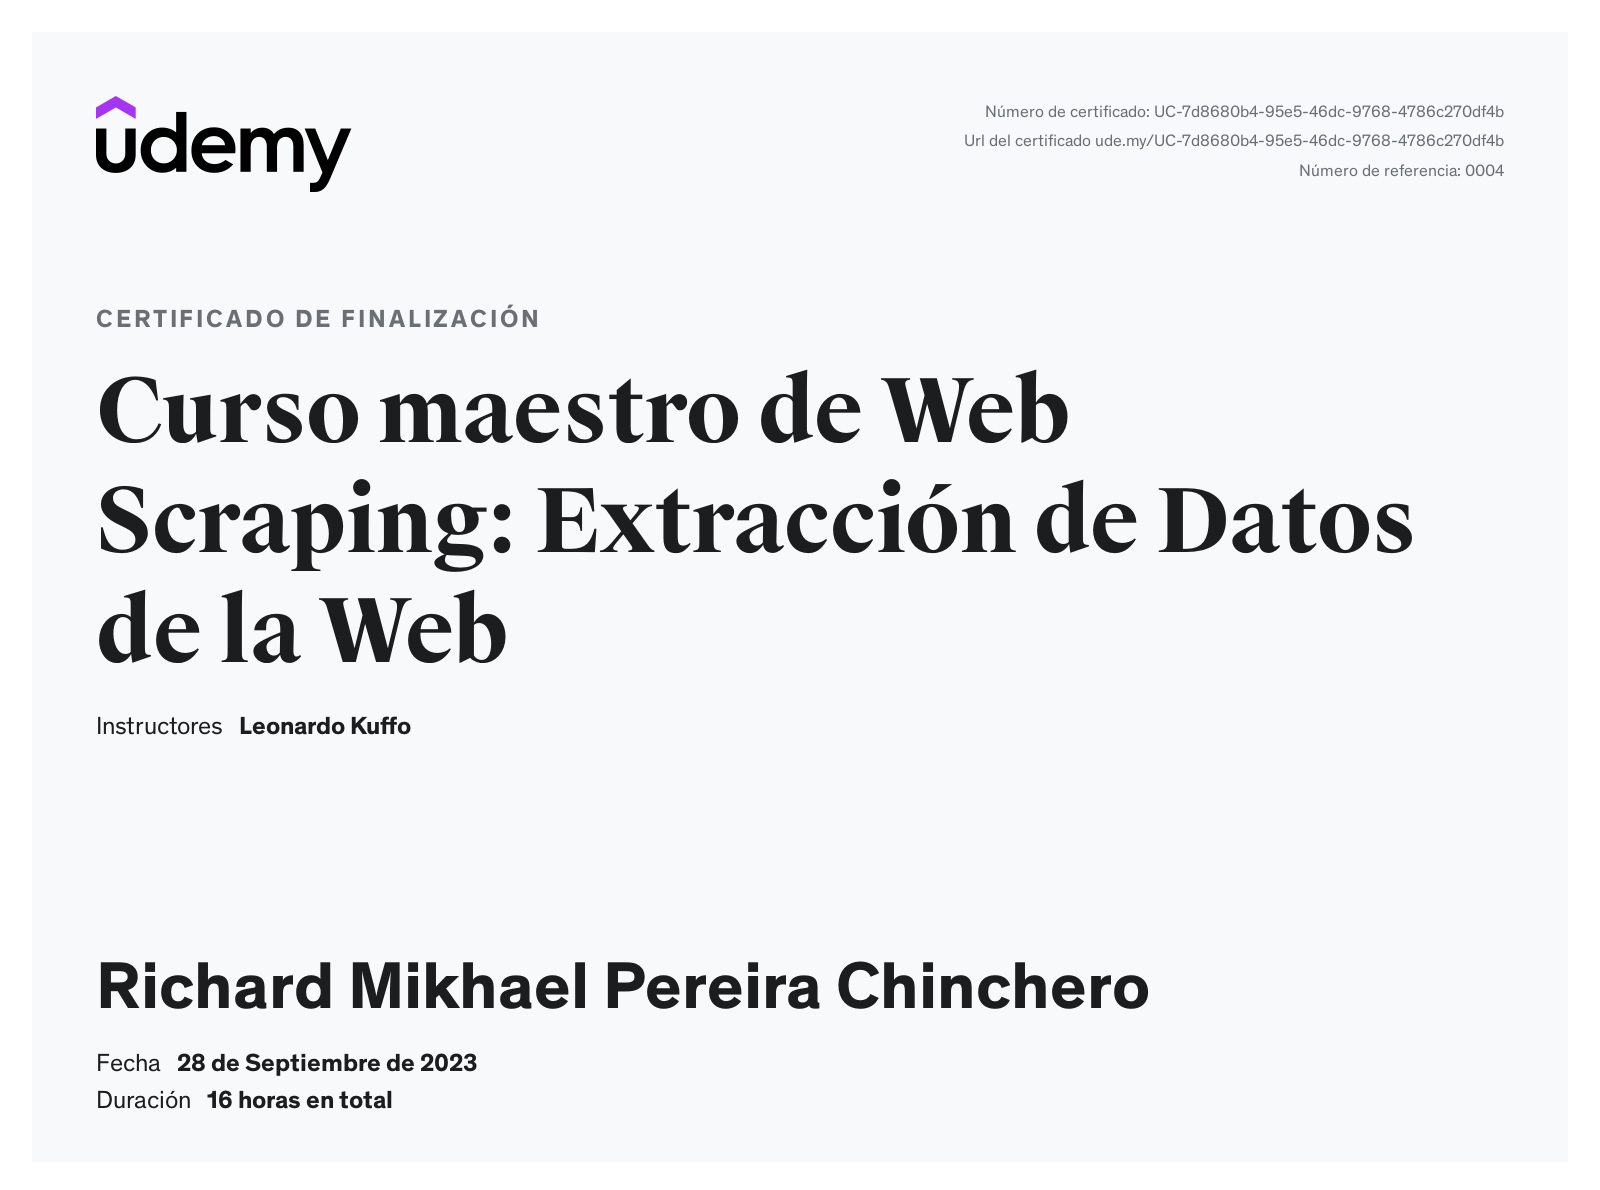 udemy
Número de certificado: UC-7d8680b4-95e5-46dc-9768-4786c270df4b
Url del certificado ude.my/UC-7d8680b4-95e5-46dc-9768-4786c270df4b
Número de referencia: 0004
CERTIFICADO DE FINALIZACIÓN
Curso maestro de Web
Scraping: Extracción de Datos
de la Web
Instructores Leonardo Kuffo
Richard Mikhael Pereira Chinchero
Fecha 28 de Septiembre de 2023
Duración 16 horas en total